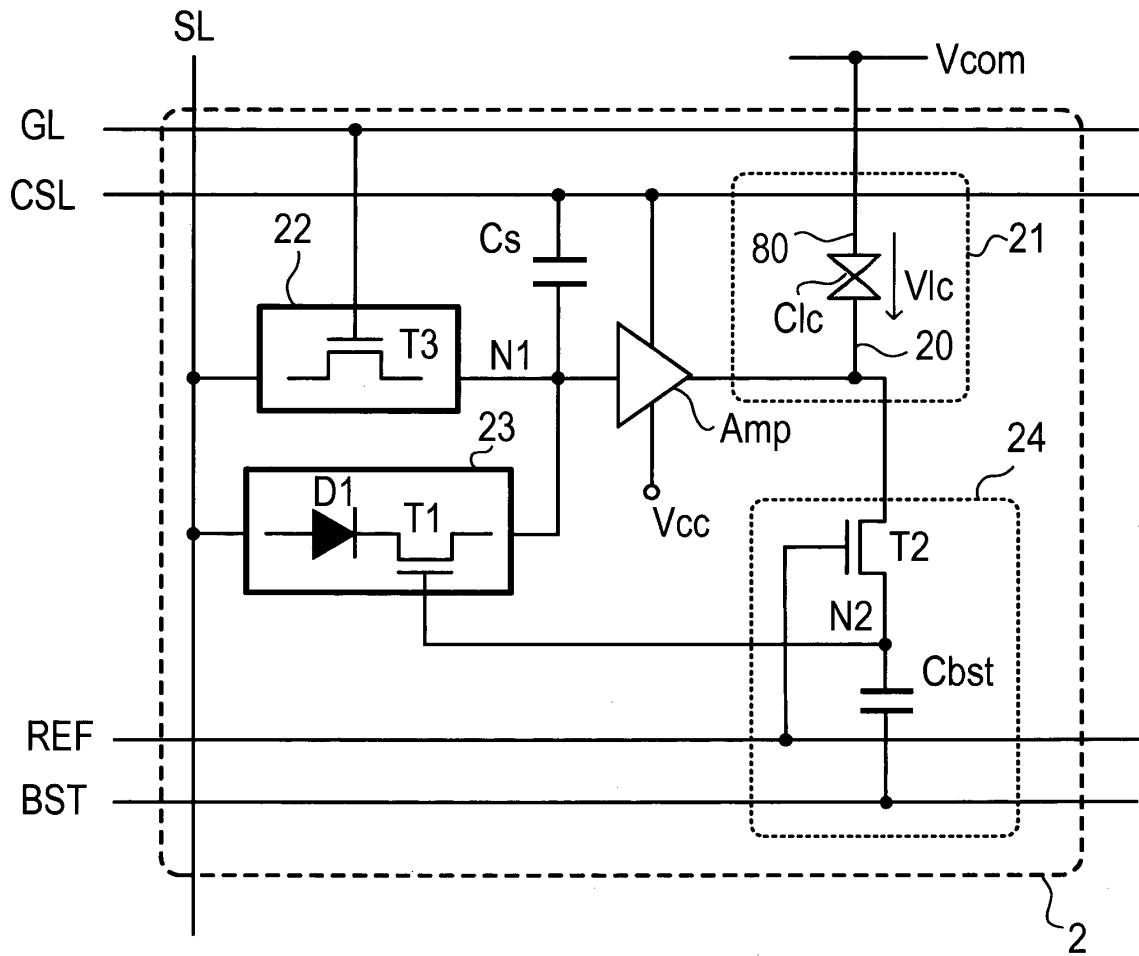 SL
Vcom
GL
CSL
22
Cs
80
21
Vlc
Clc
T3
N1
20
Amp
23
24
D1
T1
Vcc
T2
N2
Cbst
REF
BST
2